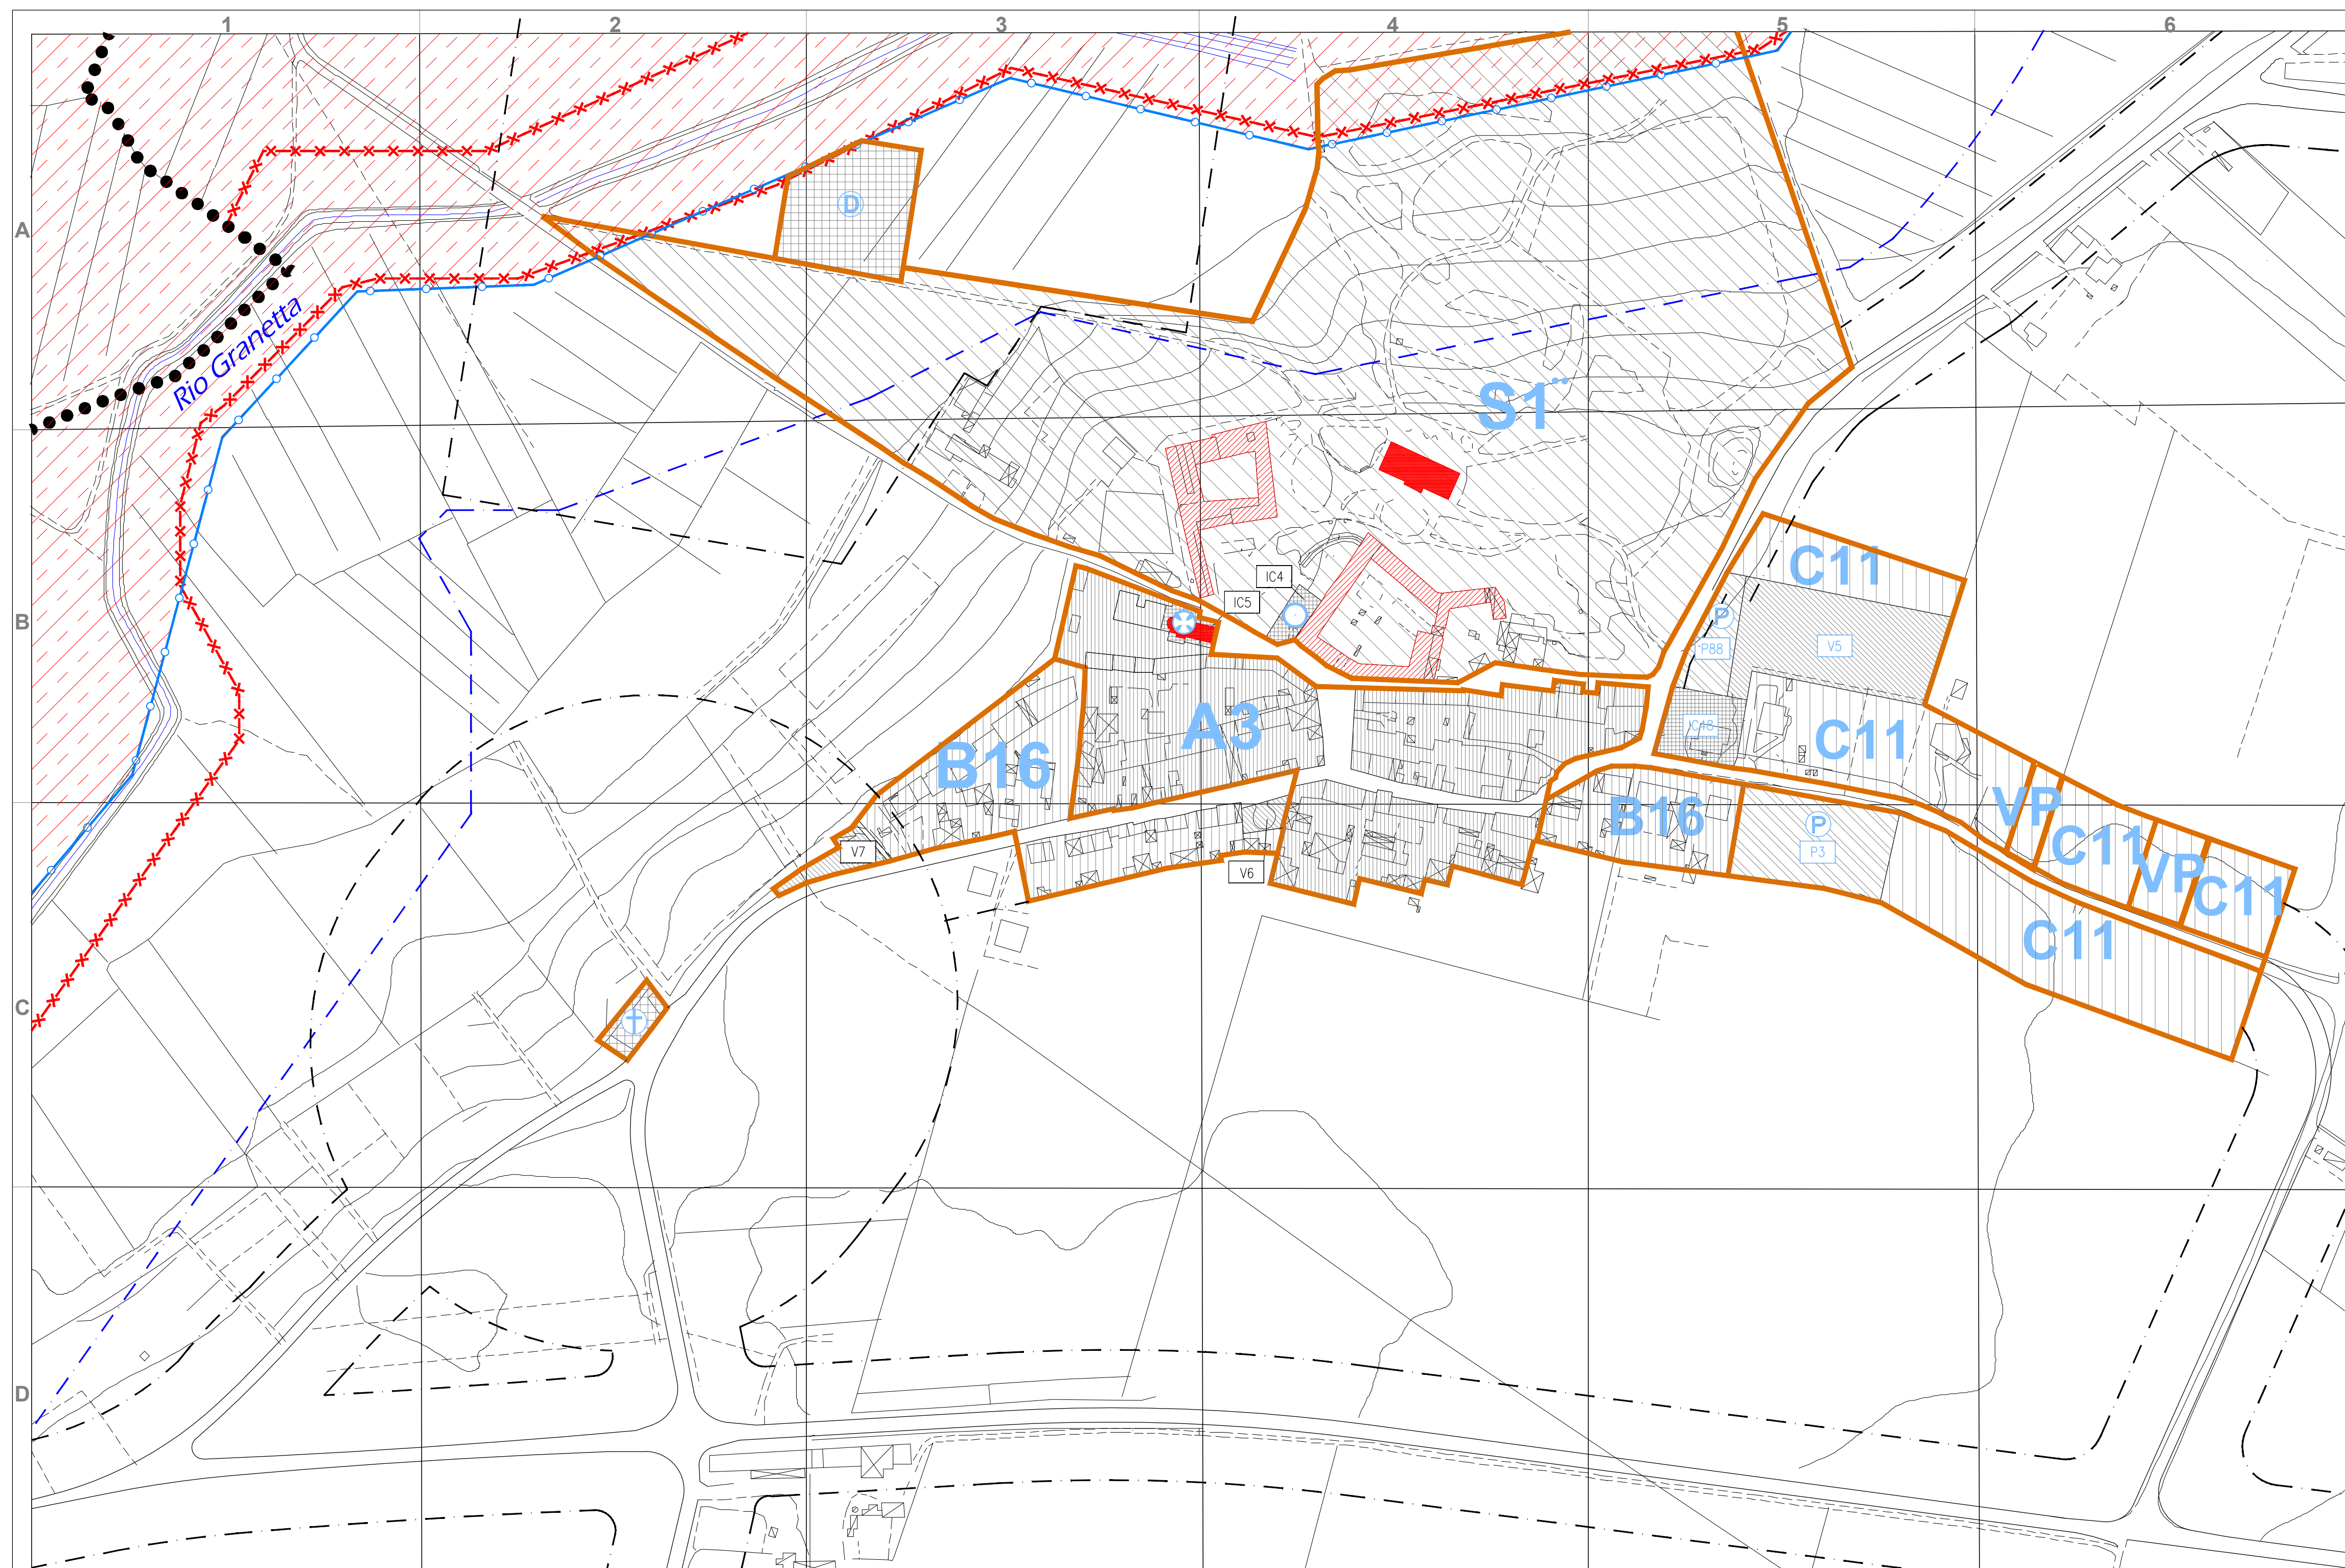 1 2 3 4 5 6
A
D
Rio Granetta
S1¨
C11
IC4
B
IC5
P
P88
V5
IC48
A3
C11
B16
VP
B16
P
C11
V7
P3
V6
VP
C11
C11
C
D